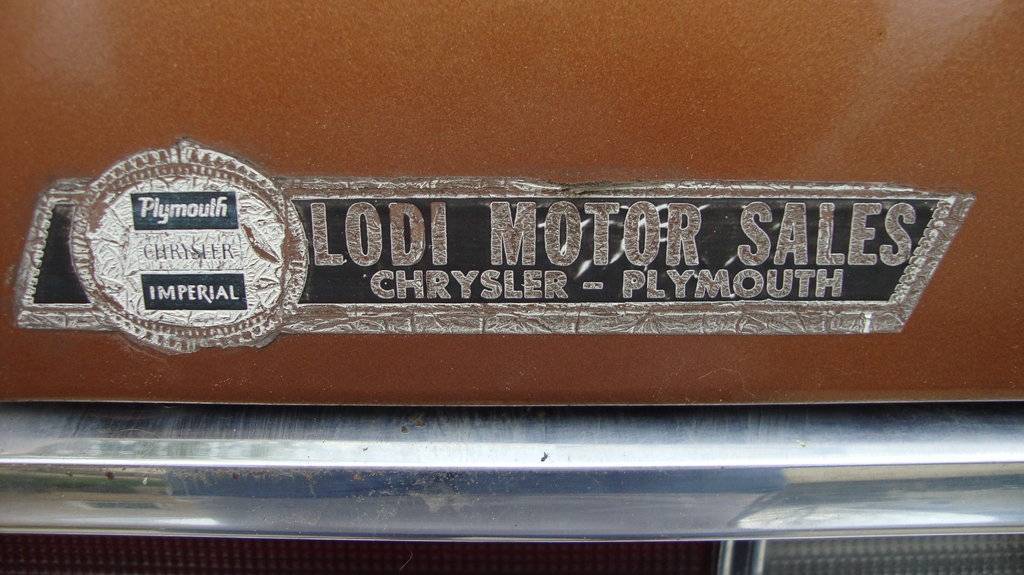 Plymouth
CHRYSLER
IMPERIAL
LODI MOTOR SALES
CHRYSLER - PLYMOUTH